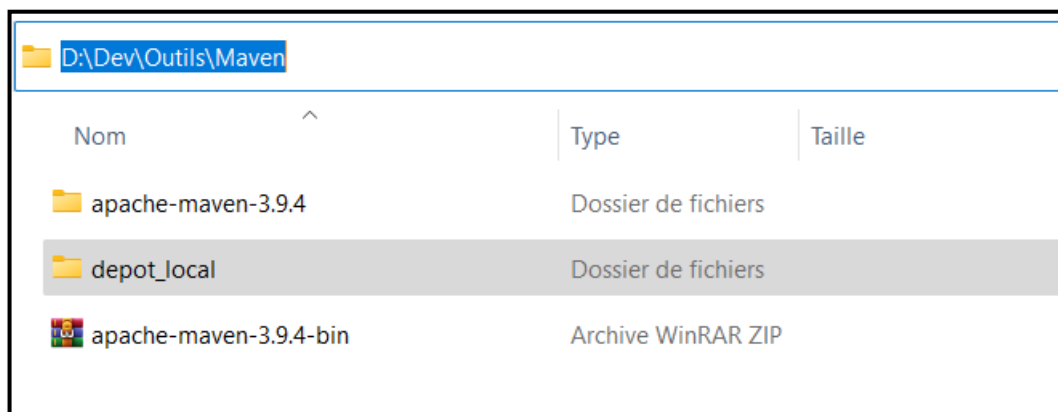 D:\Dev\Outils\Maven
Nom Type Taille
apache-maven-3.9.4 Dossier de fichiers
depot_local Dossier de fichiers
apache-maven-3.9.4-bin Archive WinRAR ZIP